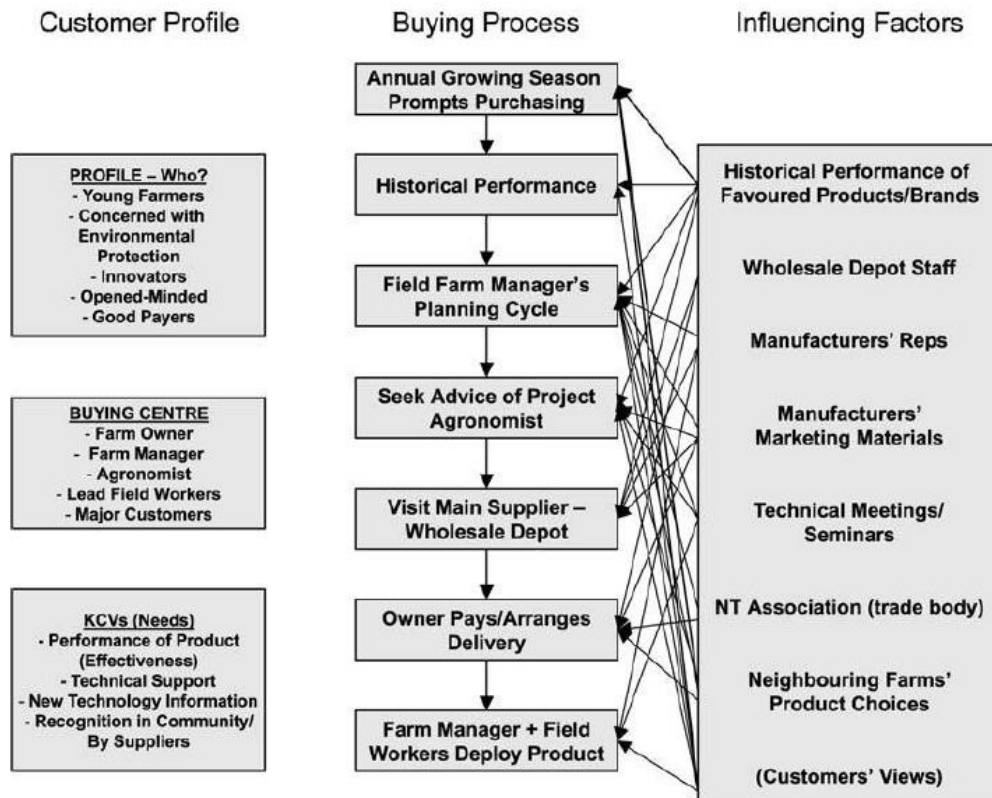 Customer Profile
Buying Process
Influencing Factors
PROFILE – Who?
- Young Farmers
- Concerned with
Environmental
Protection
- Innovators
- Opened-Minded
- Good Payers
BUYING CENTRE
- Farm Owner
- Farm Manager
- Agronomist
- Lead Field Workers
- Major Customers
KCVs (Needs)
- Performance of Product
(Effectiveness)
- Technical Support
- New Technology Information
- Recognition in Community/
By Suppliers
Annual Growing Season
Prompts Purchasing
Historical Performance
Field Farm Manager's
Planning Cycle
Seek Advice of Project
Agronomist
Visit Main Supplier –
Wholesale Depot
Owner Pays/Arranges
Delivery
Farm Manager + Field
Workers Deploy Product
Historical Performance of
Favoured Products/Brands
Wholesale Depot Staff
Manufacturers' Reps
Manufacturers'
Marketing Materials
Technical Meetings/
Seminars
NT Association (trade body)
Neighbouring Farms'
Product Choices
(Customers' Views)